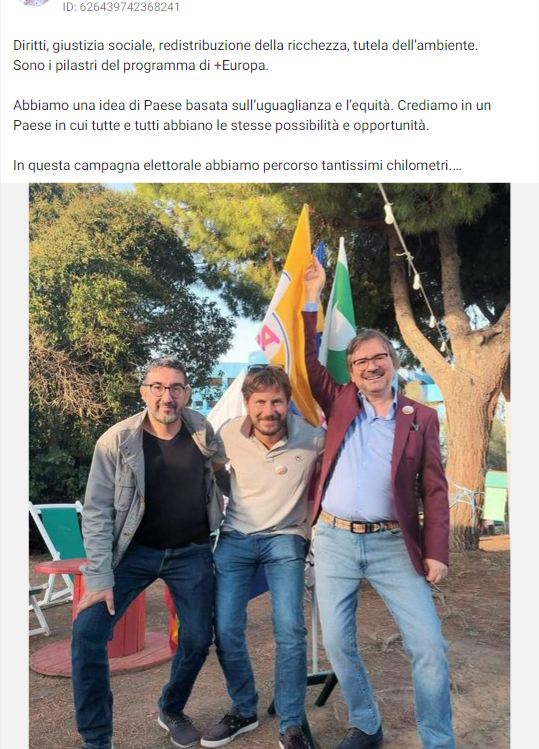 ID: 626439742368241
Diritti, giustizia sociale, redistribuzione della ricchezza, tutela dell'ambiente.
Sono i pilastri del programma di +Europa.
Abbiamo una idea di Paese basata sull'uguaglianza e l'equità. Crediamo in un
Paese in cui tutte e tutti abbiano le stesse possibilità e opportunità.
In questa campagna elettorale abbiamo percorso tantissimi chilometri....